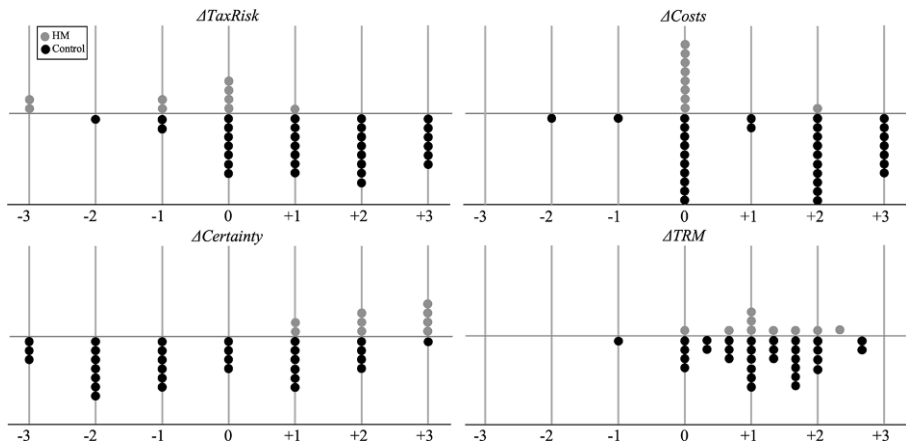 ΔTaxRisk
ΔCosts
HM
Control
-3 -2 -1 0 +1 +2 +3
-3 -2 -1 0 +1 +2 +3
ΔCertainty
ΔTRM
-3 -2 -1 0 +1 +2 +3
-3 -2 -1 0 +1 +2 +3